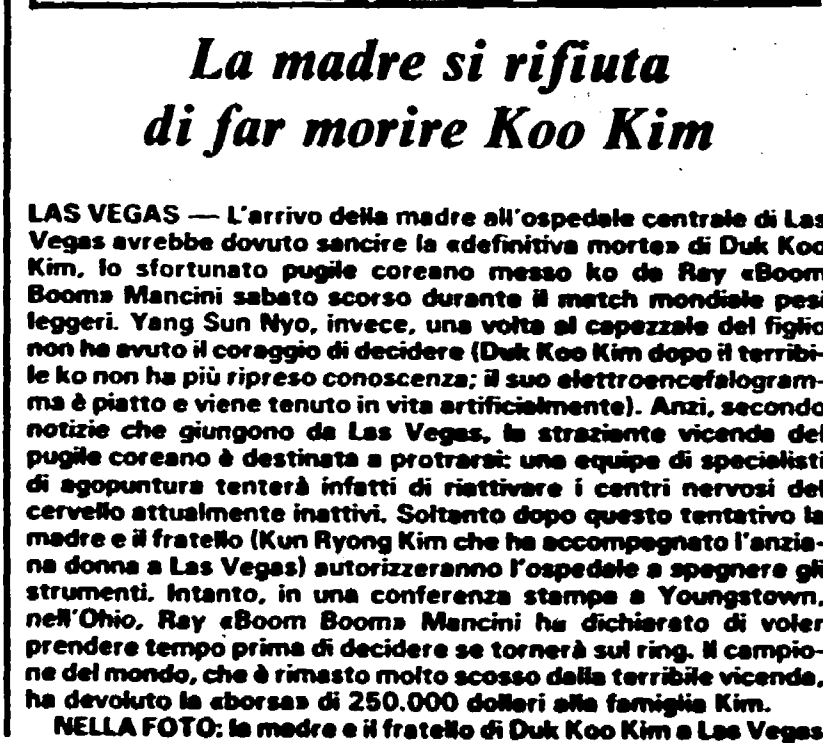 La madre si rifiuta
di far morire Koo Kim
LAS VEGAS — L'arrivo della madre all'ospedale centrale di Las
Vegas avrebbe dovuto sancire la «definitiva morte» di Duk Koo
Kim, lo sfortunato pugile coreano messo ko da Ray «Boom
Boom» Mancini sabato scorso durante il match mondiale pesi
leggeri. Yang Sun Nyo, invece, una volta al capezzale del figlio
non ha avuto il coraggio di decidere (Duk Koo Kim dopo il terribi-
le ko non ha più ripreso conoscenza; il suo elettroencefalogram-
ma è piatto e viene tenuto in vita artificialmente). Anzi, secondo
notizie che giungono da Las Vegas, la straziante vicenda del
pugile coreano è destinata a protrarsi: una equipe di specialisti
di agopuntura tenterà infatti di riattivare i centri nervosi del
cervello attualmente inattivi. Soltanto dopo questo tentativo la
madre e il fratello (Kun Ryong Kim che ha accompagnato l'anzia-
na donna a Las Vegas) autorizzeranno l'ospedale a spegnere gli
strumenti. Intanto, in una conferenza stampa a Youngstown,
nell'Ohio, Ray «Boom Boom» Mancini ha dichiarato di voler
prendere tempo prima di decidere se tornerà sul ring. Il campio-
ne del mondo, che è rimasto molto scosso dalla terribile vicenda,
ha devoluto la «borsa» di 250.000 dollari alla famiglia Kim.
NELLA FOTO: la madre e il fratello di Duk Koo Kim a Las Vegas